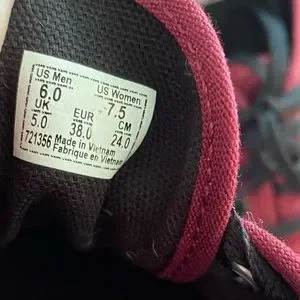 US Men US Women
6.0 7.5
UK EUR CM
5.0 38.0 24.0
721356 Made in Vietnam
Fabrique en Vietnam